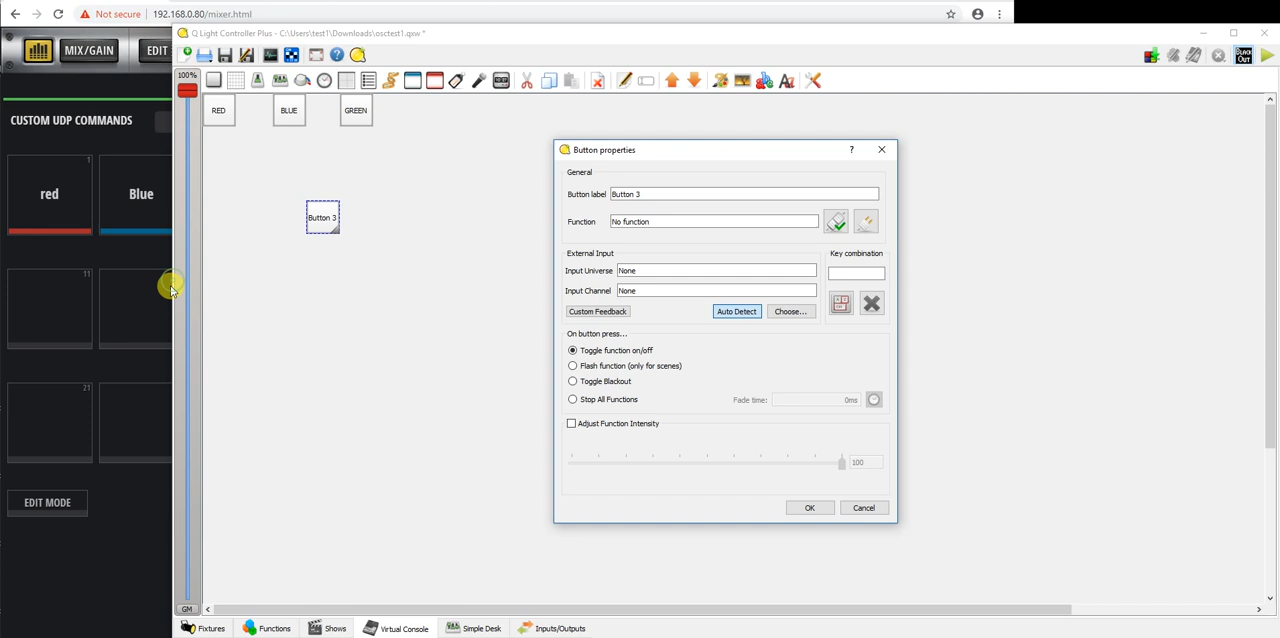 Not secure | 192.168.0.80/mixer.html
Q Light Controller Plus - C:\Users\test1\Downloads\osctest1.qxw *
MIX/GAIN
EDIT
100%
CUSTOM UDP COMMANDS
RED
BLUE
GREEN
1
red
Blue
11
21
EDIT MODE
Button 3
Button properties
?
General
Button label
Button 3
Function
No function
External Input
Key combination
Input Universe
None
Input Channel
None
Custom Feedback
Auto Detect
Choose...
On button press...
Toggle function on/off
Flash function (only for scenes)
Toggle Blackout
Stop All Functions
Fade time:
0ms
Adjust Function Intensity
100
OK
Cancel
BLACK
OUT
GM
Fixtures
Functions
Shows
Virtual Console
Simple Desk
Inputs/Outputs